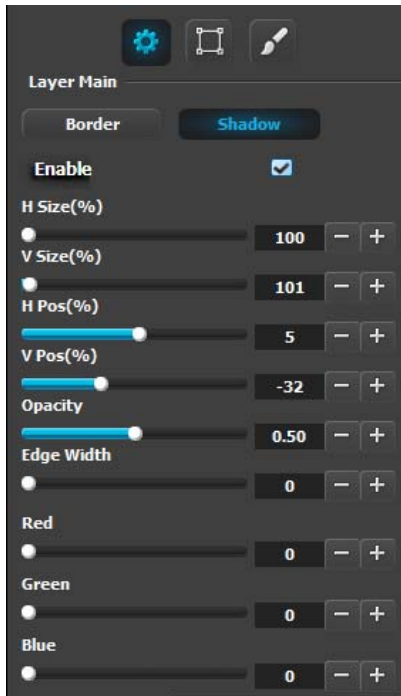 Layer Main
Border Shadow
Enable
H Size(%)
100 − +
V Size(%)
101 − +
H Pos(%)
5 − +
V Pos(%)
-32 − +
Opacity
0.50 − +
Edge Width
0 − +
Red
0 − +
Green
0 − +
Blue
0 − +